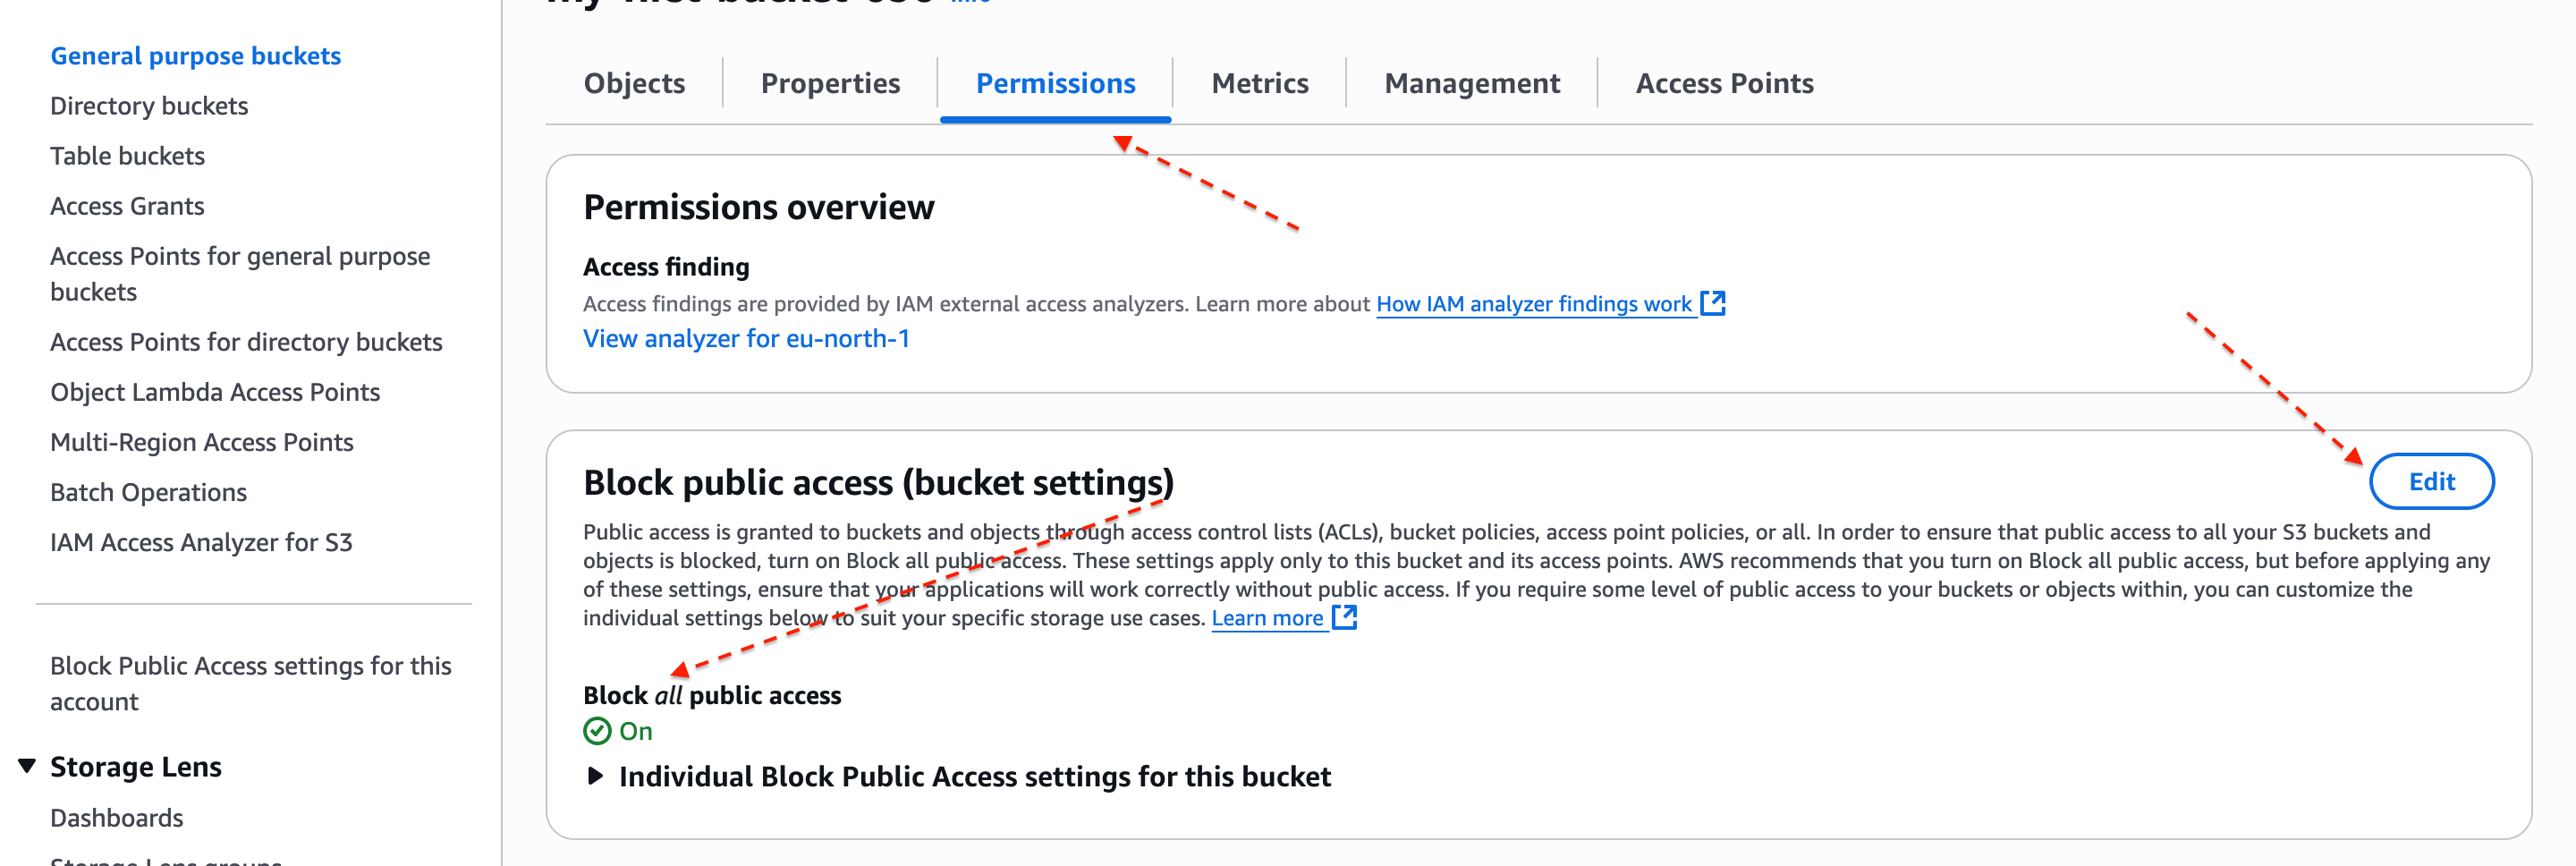 General purpose buckets
Directory buckets
Table buckets
Access Grants
Access Points for general purpose
buckets
Access Points for directory buckets
Object Lambda Access Points
Multi-Region Access Points
Batch Operations
IAM Access Analyzer for S3
Block Public Access settings for this
account
Storage Lens
Dashboards
Storage Lens groups
Objects
Properties
Permissions
Metrics
Management
Access Points
Permissions overview
Access finding
Access findings are provided by IAM external access analyzers. Learn more about How IAM analyzer findings work
View analyzer for eu-north-1
Block public access (bucket settings)
Edit
Public access is granted to buckets and objects through access control lists (ACLs), bucket policies, access point policies, or all. In order to ensure that public access to all your S3 buckets and
objects is blocked, turn on Block all public access. These settings apply only to this bucket and its access points. AWS recommends that you turn on Block all public access, but before applying any
of these settings, ensure that your applications will work correctly without public access. If you require some level of public access to your buckets or objects within, you can customize the
individual settings below to suit your specific storage use cases. Learn more
Block all public access
On
Individual Block Public Access settings for this bucket